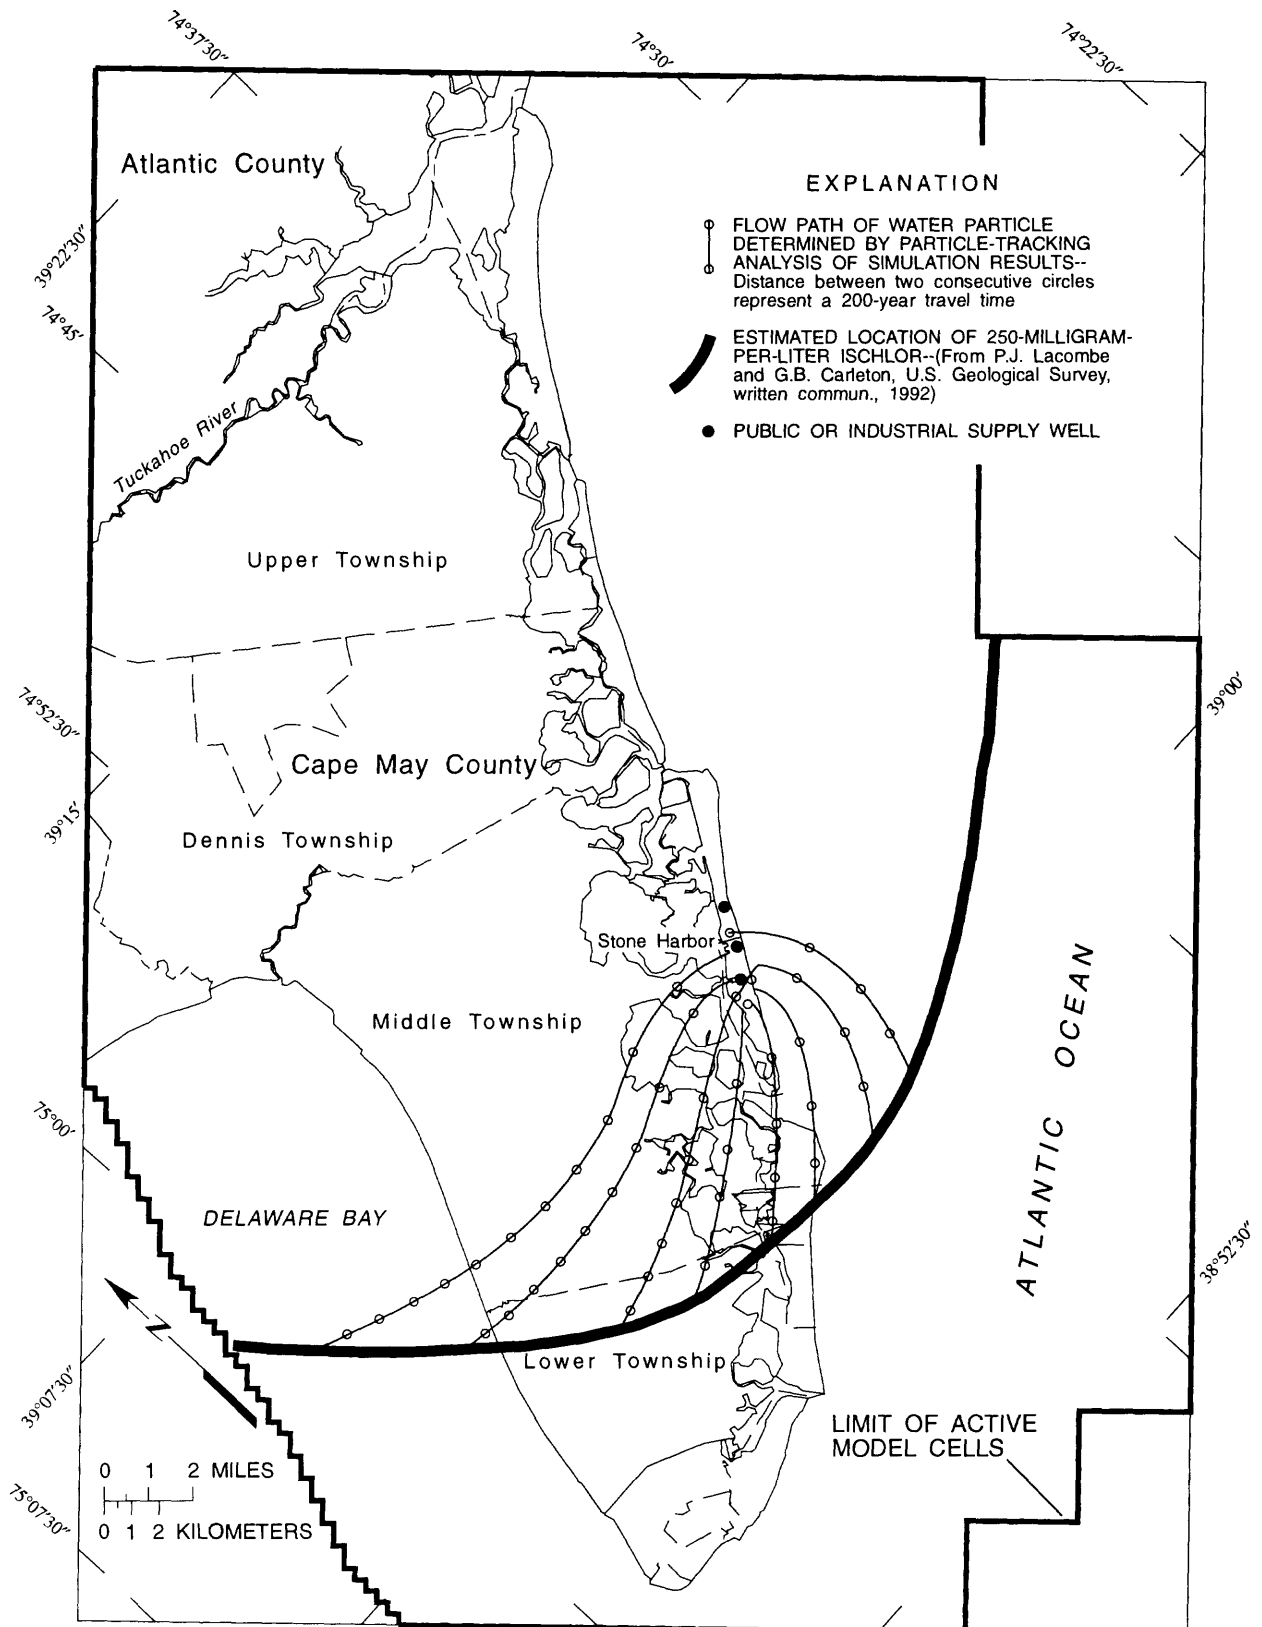 74°37'30"
74°30'
74°22'30"
Atlantic County
EXPLANATION
FLOW PATH OF WATER PARTICLE
DETERMINED BY PARTICLE-TRACKING
ANALYSIS OF SIMULATION RESULTS--
Distance between two consecutive circles
represent a 200-year travel time
39°22'30"
74°45'
ESTIMATED LOCATION OF 250-MILLIGRAM-
PER-LITER ISCHLOR--(From P.J. Lacombe
and G.B. Carleton, U.S. Geological Survey,
written commun., 1992)
PUBLIC OR INDUSTRIAL SUPPLY WELL
Tuckahoe River
Upper Township
74°52'30"
39°00'
Cape May County
39°15'
Dennis Township
Stone Harbor
Middle Township
ATLANTIC OCEAN
75°00'
DELAWARE BAY
38°52'30"
N
Lower Township
39°07'30"
LIMIT OF ACTIVE
MODEL CELLS
0 1 2 MILES
0 1 2 KILOMETERS
75°07'30"